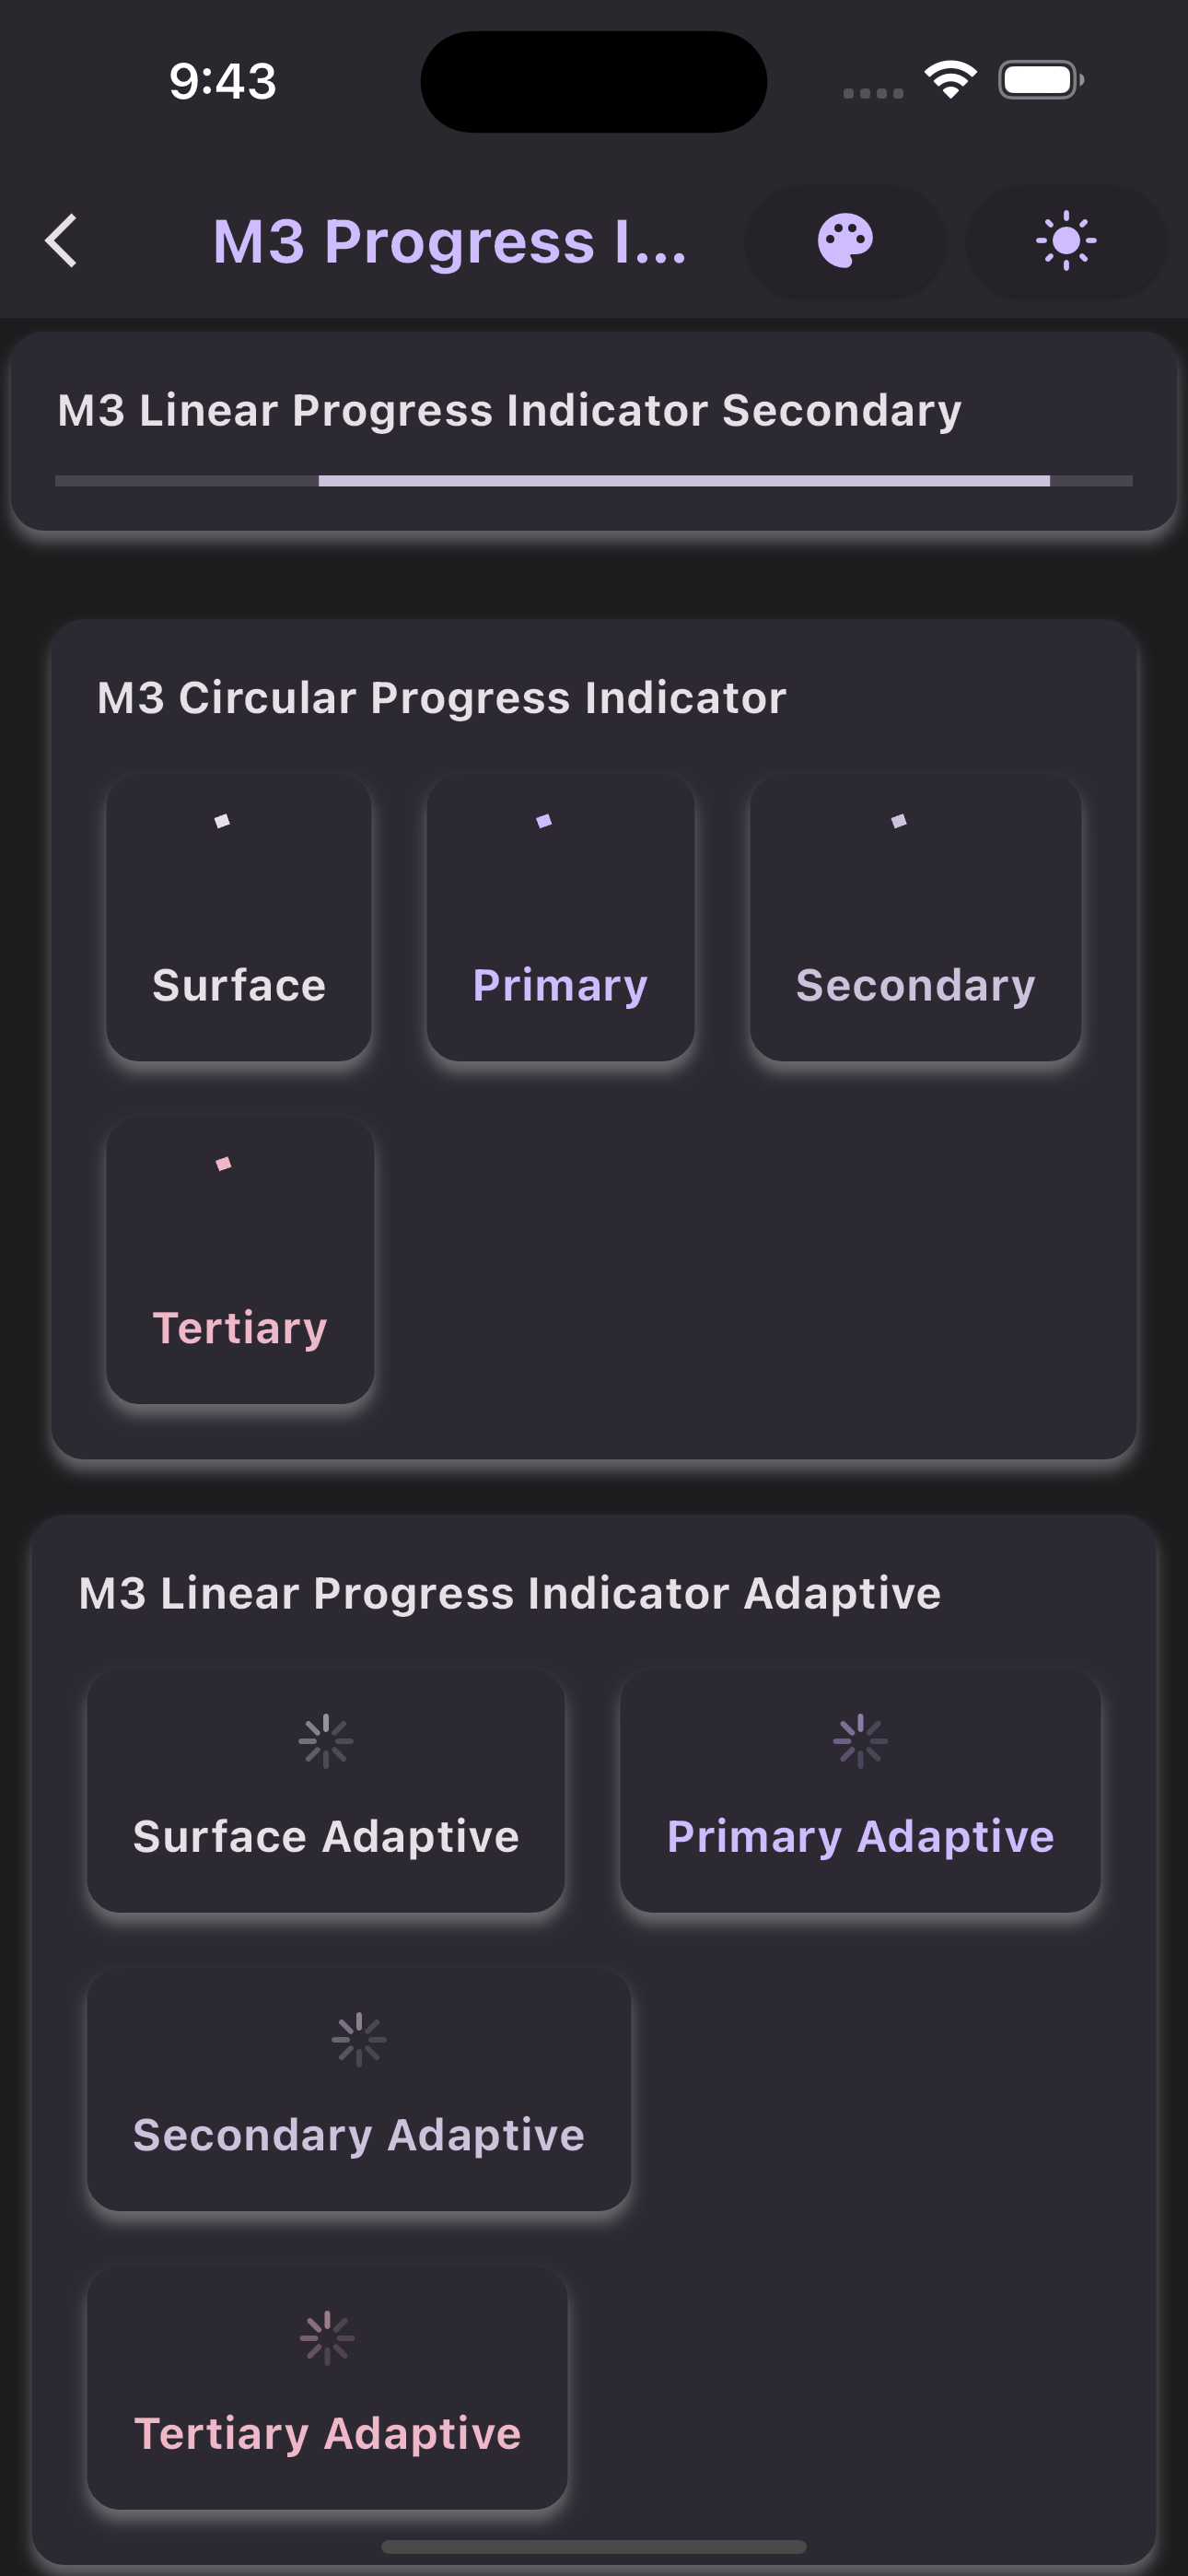 9:43
M3 Progress I...
M3 Linear Progress Indicator Secondary
M3 Circular Progress Indicator
Surface
Primary
Secondary
Tertiary
M3 Linear Progress Indicator Adaptive
Surface Adaptive
Primary Adaptive
Secondary Adaptive
Tertiary Adaptive